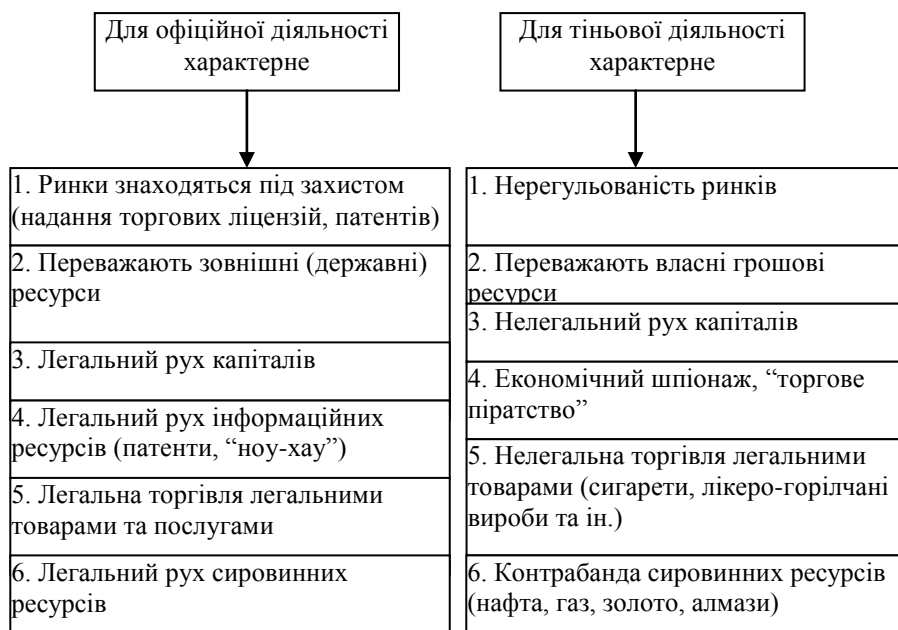 Для офіційної діяльності
характерне
1. Ринки знаходяться під захистом
(надання торгових ліцензій, патентів)
2. Переважають зовнішні (державні)
ресурси
3. Легальний рух капіталів
4. Легальний рух інформаційних
ресурсів (патенти, “ноу-хау”)
5. Легальна торгівля легальними
товарами та послугами
6. Легальний рух сировинних
ресурсів
Для тіньової діяльності
характерне
1. Нерегульованість ринків
2. Переважають власні грошові
ресурси
3. Нелегальний рух капіталів
4. Економічний шпіонаж, “торгове
піратство”
5. Нелегальна торгівля легальними
товарами (сигарети, лікеро-горілчані
вироби та ін.)
6. Контрабанда сировинних ресурсів
(нафта, газ, золото, алмази)